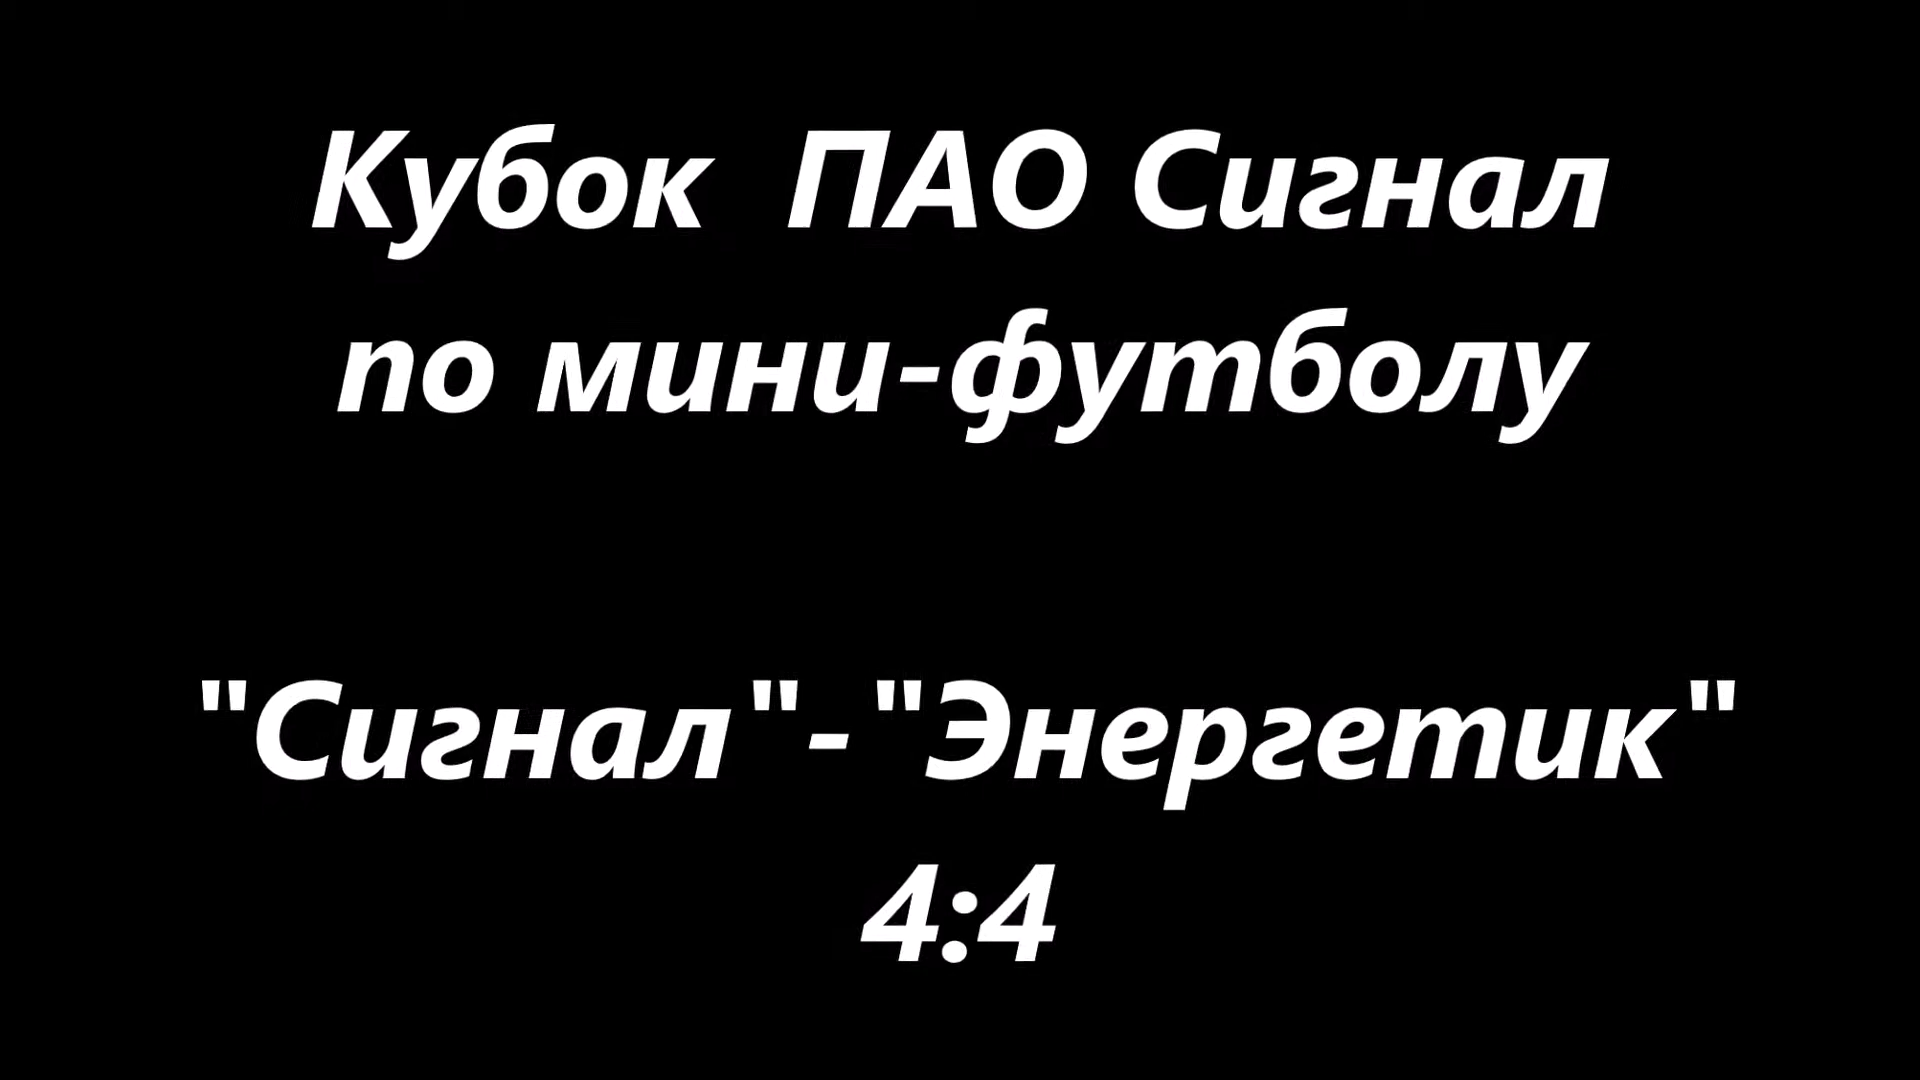 Кубок  ПАО Сигнал
по мини-футболу
"Сигнал"-"Энергетик"
4:4